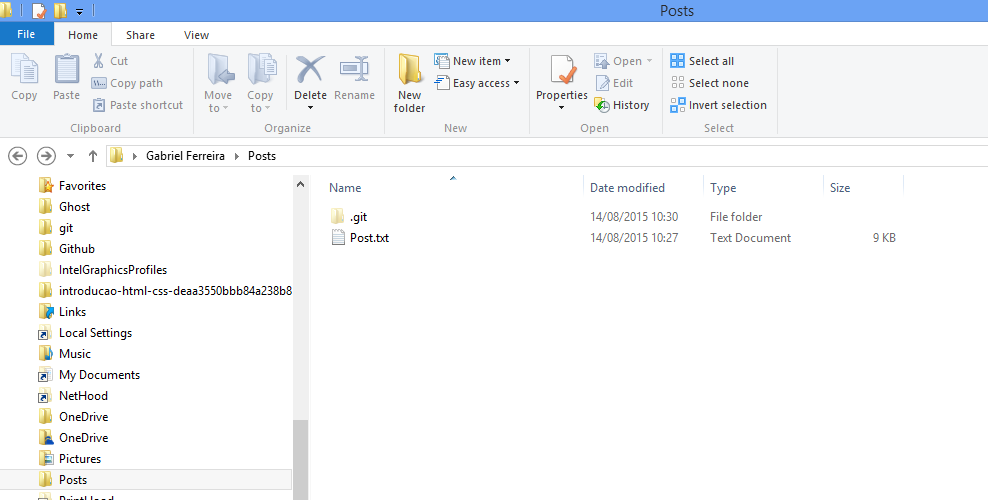 Posts
File Home Share View
Copy
Paste
Cut
Copy path
Paste shortcut
Clipboard
Move to
Copy to
Delete
Rename
Organize
New folder
New item
Easy access
New
Properties
Open
Edit
History
Open
Select all
Select none
Invert selection
Select
Gabriel Ferreira Posts
Favorites
Ghost
git
Github
IntelGraphicsProfiles
introducao-html-css-deaa3550bbb84a238b8
Links
Local Settings
Music
My Documents
NetHood
OneDrive
OneDrive
Pictures
Posts
PrintHood
Name Date modified Type Size
.git 14/08/2015 10:30 File folder
Post.txt 14/08/2015 10:27 Text Document 9 KB